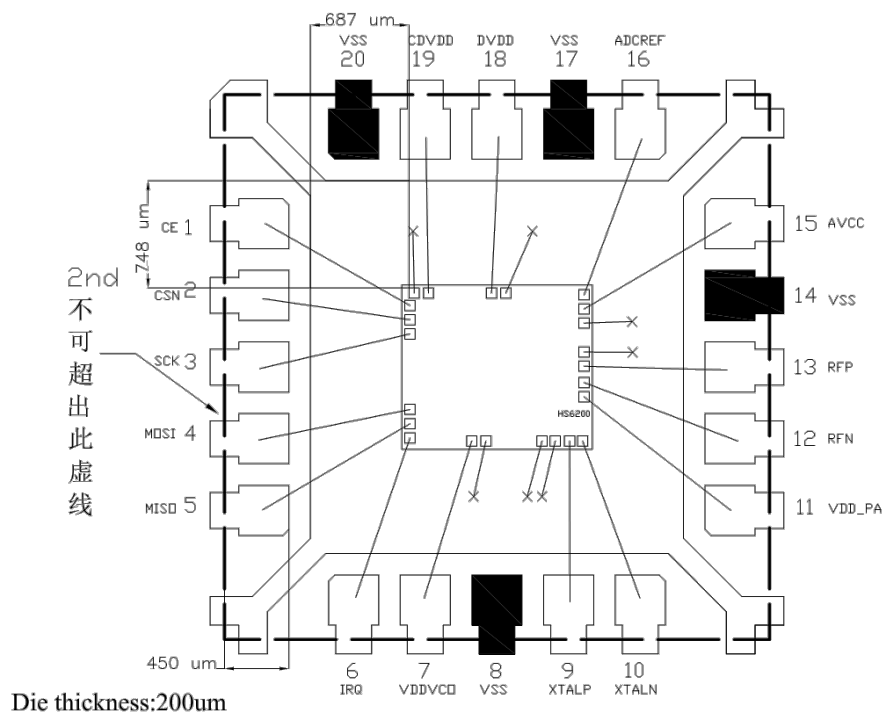 687 um
VSS
20
CDVDD
19
DVDD
18
VSS
17
ADCREF
16
748 um
CE 1
CSN 2
SCK 3
MOSI 4
MISO 5
2nd
不可超出此虚线
15 AVCC
14 VSS
13 RFP
12 RFN
11 VDD_PA
HS6200
450 um
6
IRQ
7
VDDVCO
8
VSS
9
XTALP
10
XTALN
Die thickness:200um